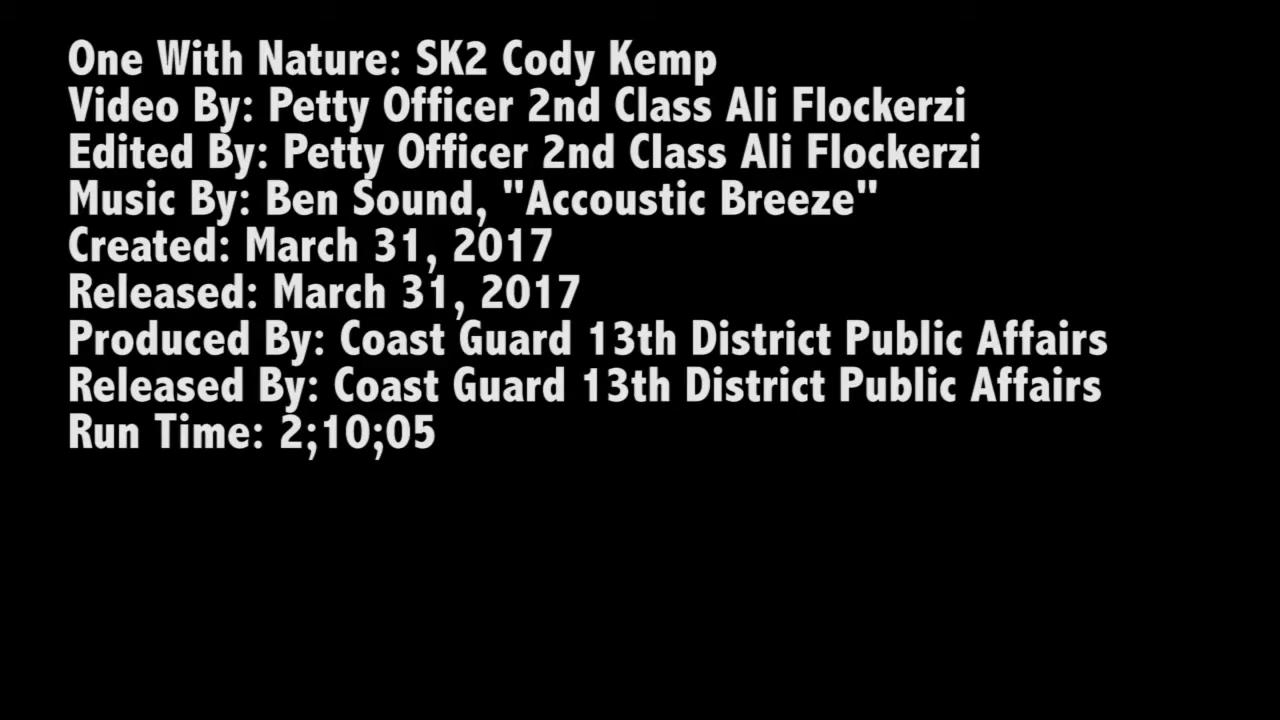 One With Nature: SK2 Cody Kemp
Video By: Petty Officer 2nd Class Ali Flockerzi
Edited By: Petty Officer 2nd Class Ali Flockerzi
Music By: Ben Sound, "Accoustic Breeze"
Created: March 31, 2017
Released: March 31, 2017
Produced By: Coast Guard 13th District Public Affairs
Released By: Coast Guard 13th District Public Affairs
Run Time: 2;10;05